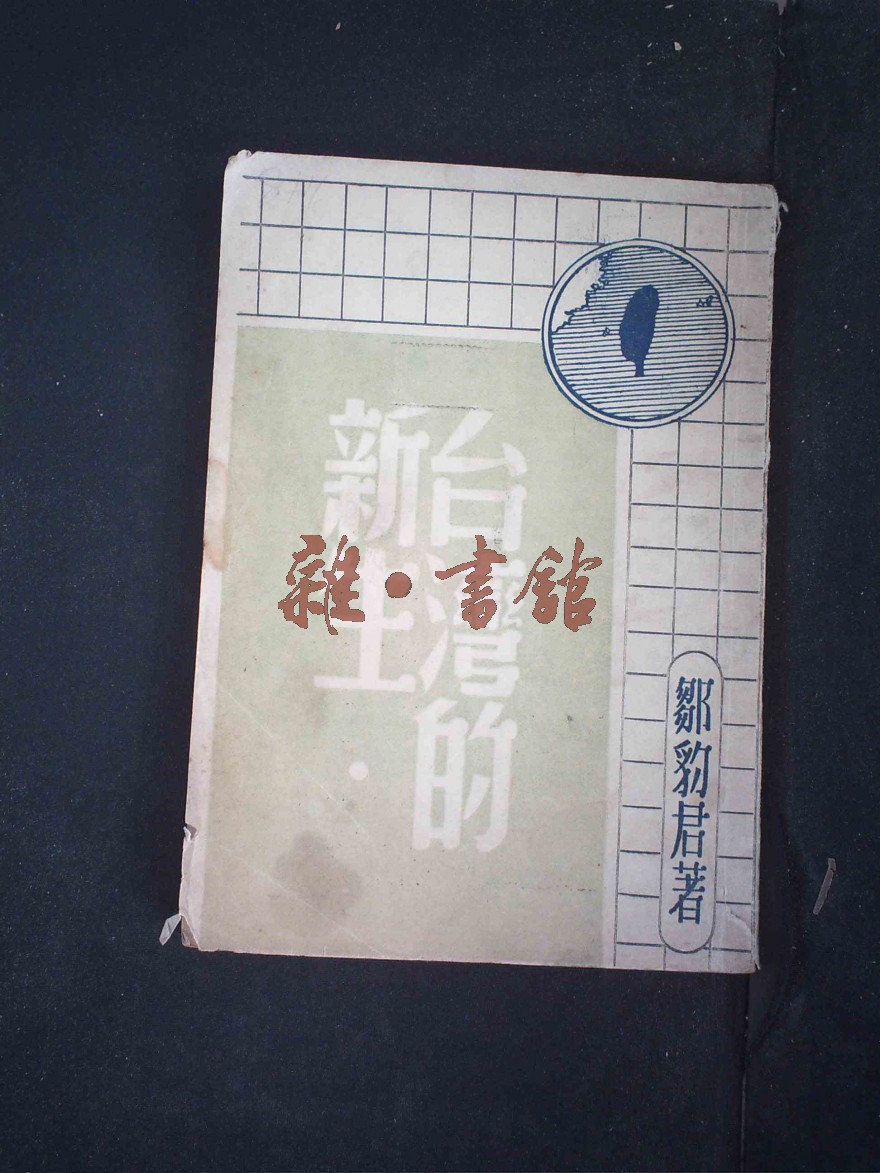 台灣的
新生
鄒豹君著
雜·書館